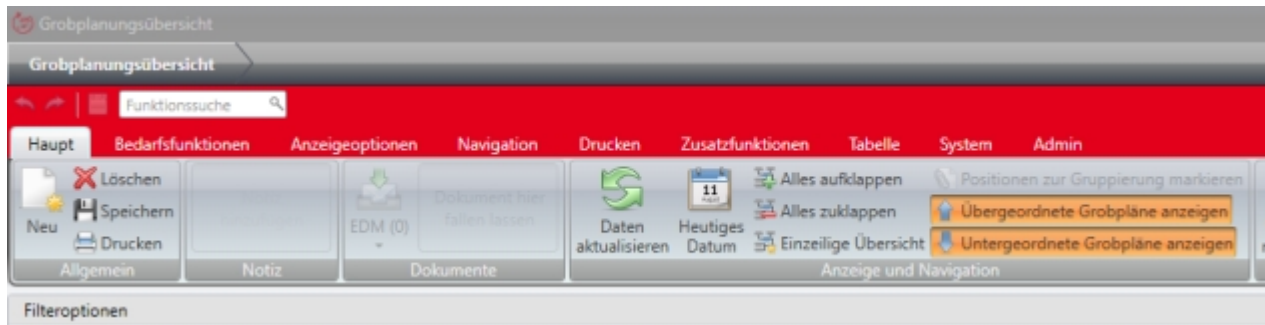 Grobplanungsübersicht
Grobplanungsübersicht
Funktionssuche
Haupt Bedarfsfunktionen Anzeigeoptionen Navigation Drucken Zusatzfunktionen Tabelle System Admin
Neu
Löschen
Speichern
Drucken
Allgemein
Notiz
EDM (0)
Dokument hier
fallen lassen
Dokumente
Daten
aktualisieren
11
Heutiges
Datum
Alles aufklappen
Alles zuklappen
Einzeilige Übersicht
Positionen zur Gruppierung markieren
Übergeordnete Grobpläne anzeigen
Untergeordnete Grobpläne anzeigen
Anzeige und Navigation
Filteroptionen